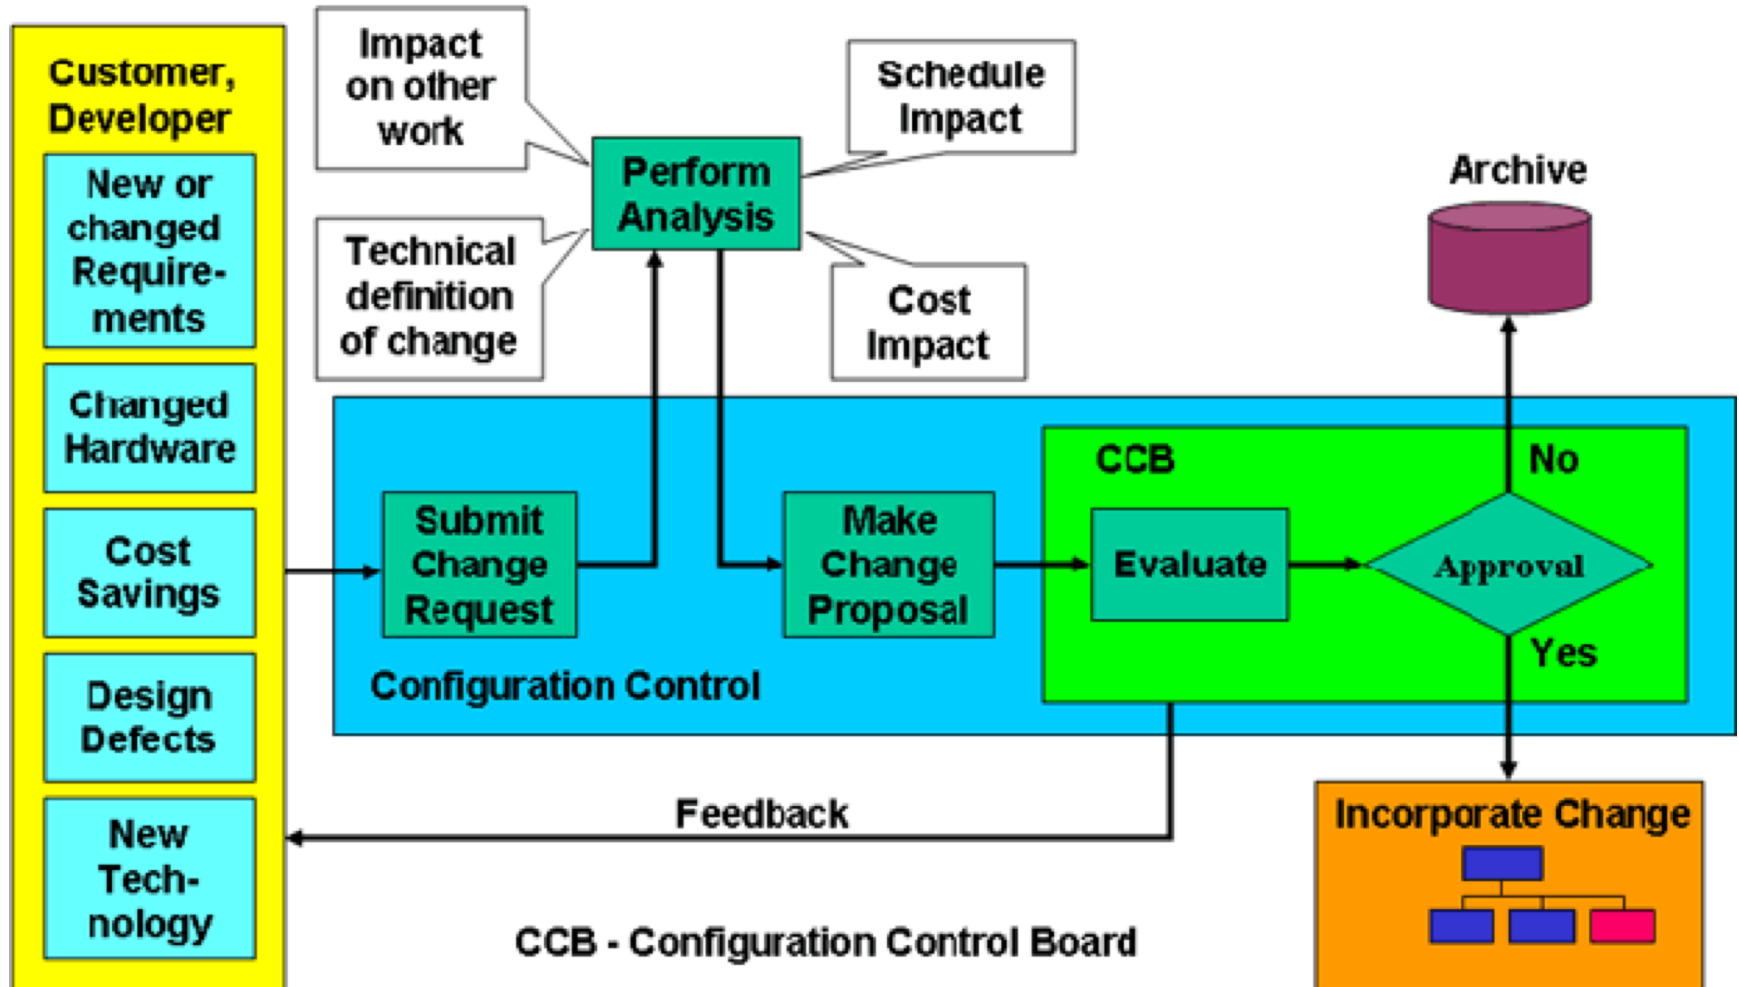 Customer,
Developer
New or
changed
Require-
ments
Changed
Hardware
Cost
Savings
Design
Defects
New
Tech-
nology
Impact
on other
work
Technical
definition
of change
Perform
Analysis
Schedule
Impact
Cost
Impact
Archive
Submit
Change
Request
Make
Change
Proposal
CCB
Evaluate
Approval
No
Yes
Configuration Control
Feedback
Incorporate Change
CCB - Configuration Control Board